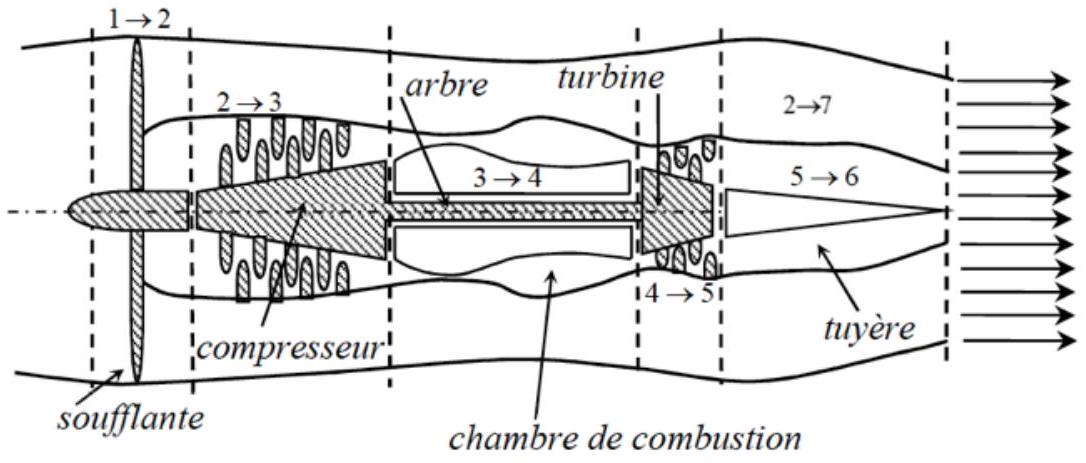 1 → 2
arbre
turbine
2 → 3
2→7
3 → 4
5 → 6
4 → 5
compresseur
tuyère
soufflante
chambre de combustion